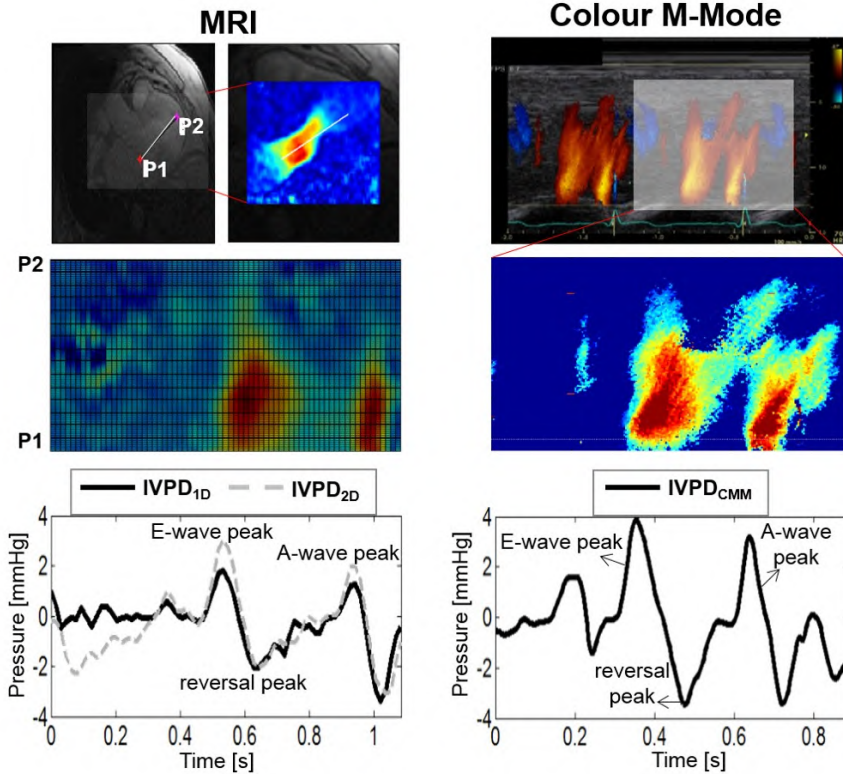 MRI
Colour M-Mode
P1
P2
P2
P1
IVPD1D
IVPD2D
IVPDCMM
Pressure [mmHg]
4
2
0
-2
-4
E-wave peak
A-wave peak
reversal peak
0
0.2
0.4
0.6
0.8
1
Time [s]
Pressure [mmHg]
4
2
0
-2
-4
E-wave peak
A-wave
peak
reversal
peak
0
0.2
0.4
0.6
0.8
Time [s]